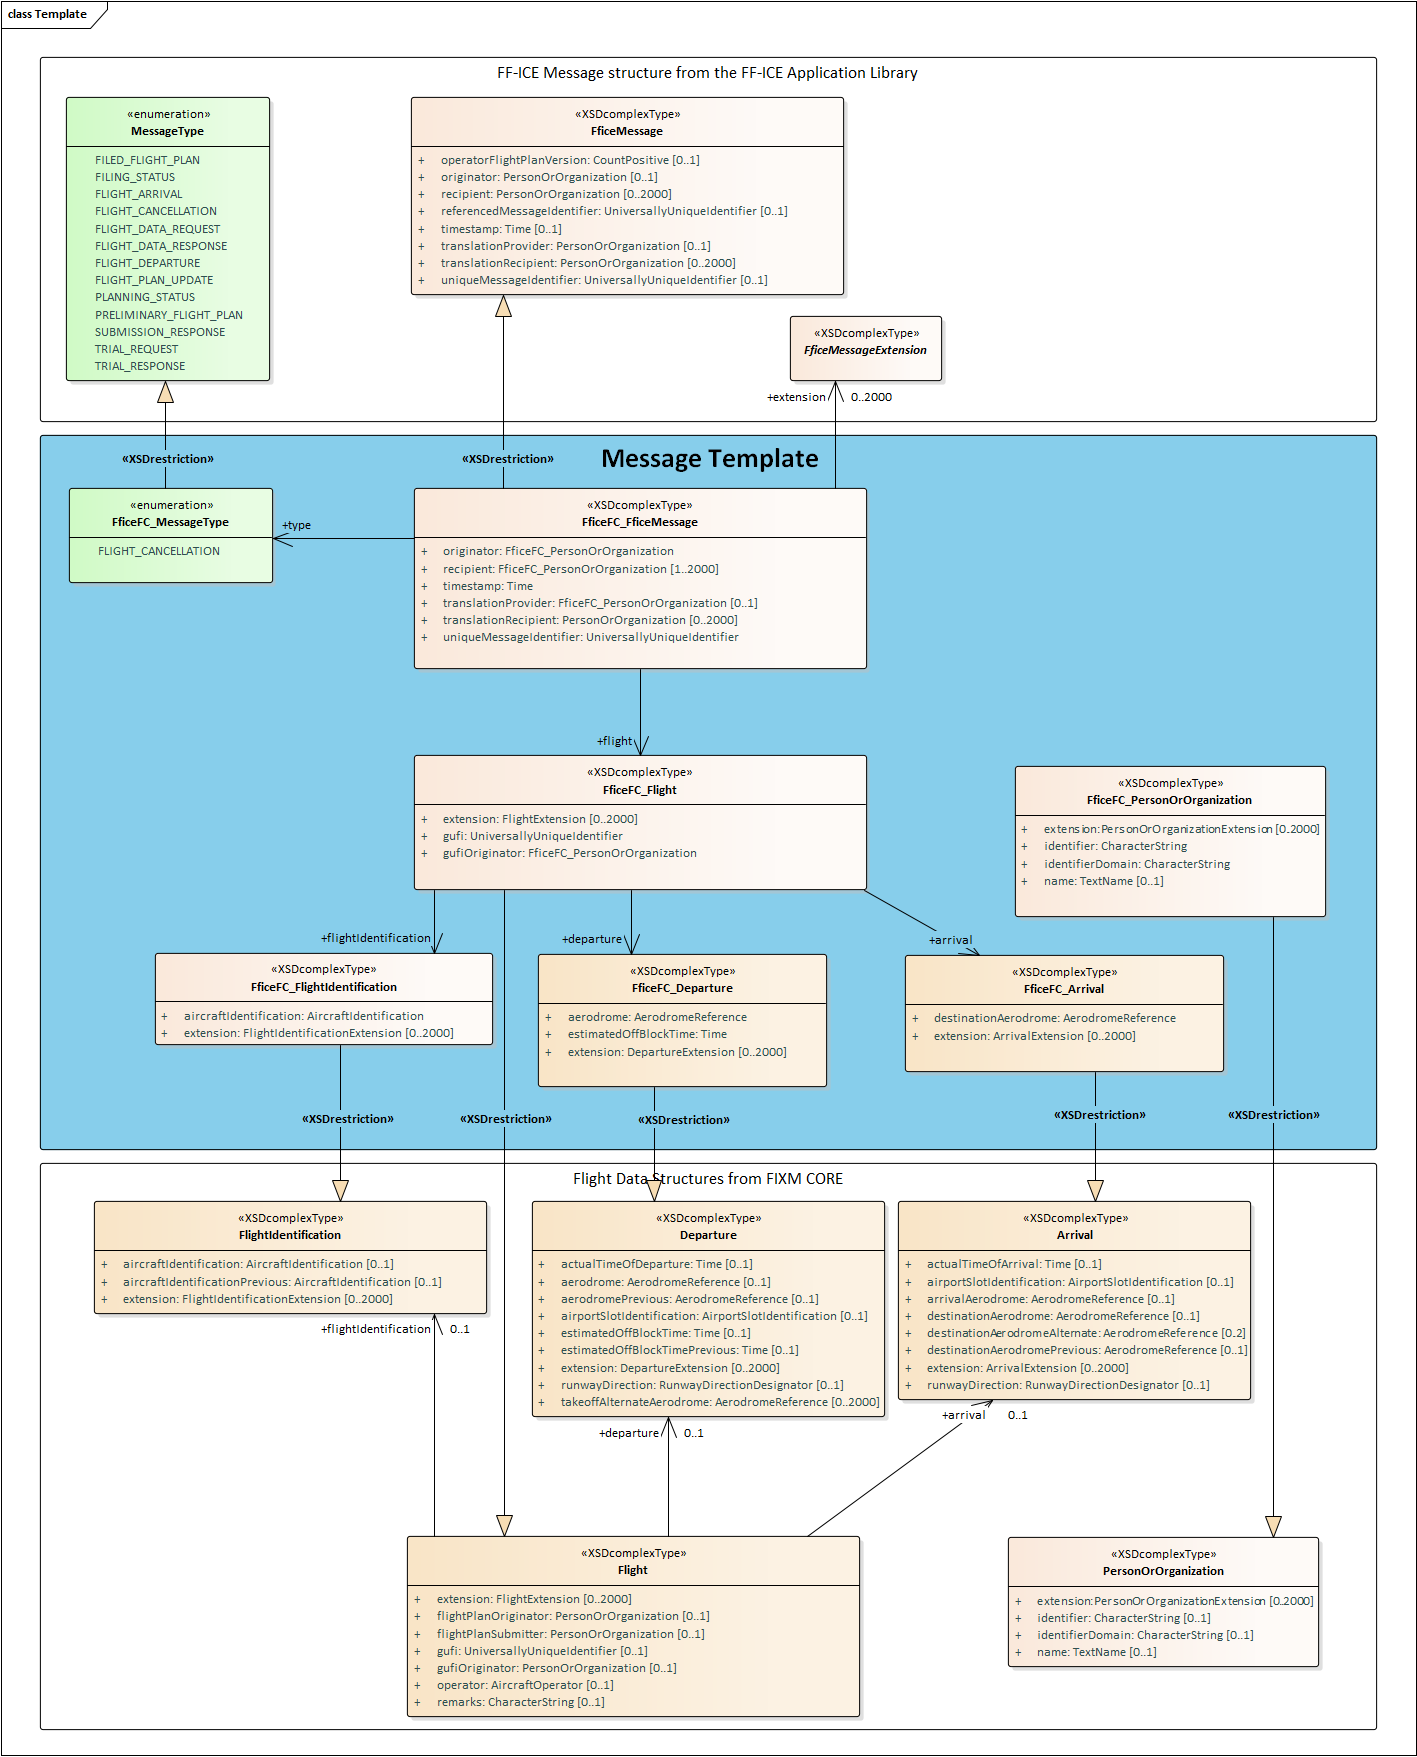 class Template
FF-ICE Message structure from the FF-ICE Application Library
«enumeration»
MessageType
FILED_FLIGHT_PLAN
FILING_STATUS
FLIGHT_ARRIVAL
FLIGHT_CANCELLATION
FLIGHT_DATA_REQUEST
FLIGHT_DATA_RESPONSE
FLIGHT_DEPARTURE
FLIGHT_PLAN_UPDATE
PLANNING_STATUS
PRELIMINARY_FLIGHT_PLAN
SUBMISSION_RESPONSE
TRIAL_REQUEST
TRIAL_RESPONSE
«XSDcomplexType»
FficeMessage
+ operatorFlightPlanVersion: CountPositive [0..1]
+ originator: PersonOrOrganization [0..1]
+ recipient: PersonOrOrganization [0..2000]
+ referencedMessageIdentifier: UniversallyUniqueIdentifier [0..1]
+ timestamp: Time [0..1]
+ translationProvider: PersonOrOrganization [0..1]
+ translationRecipient: PersonOrOrganization [0..2000]
+ uniqueMessageIdentifier: UniversallyUniqueIdentifier [0..1]
«XSDcomplexType»
FficeMessageExtension
+extension 0..2000
«XSDrestriction»
«XSDrestriction»
Message Template
«enumeration»
FficeFC_MessageType
FLIGHT_CANCELLATION
+type
«XSDcomplexType»
FficeFC_FficeMessage
+ originator: FficeFC_PersonOrOrganization
+ recipient: FficeFC_PersonOrOrganization [1..2000]
+ timestamp: Time
+ translationProvider: FficeFC_PersonOrOrganization [0..1]
+ translationRecipient: PersonOrOrganization [0..2000]
+ uniqueMessageIdentifier: UniversallyUniqueIdentifier
+flight
«XSDcomplexType»
FficeFC_Flight
+ extension: FlightExtension [0..2000]
+ gufi: UniversallyUniqueIdentifier
+ gufiOriginator: FficeFC_PersonOrOrganization
«XSDcomplexType»
FficeFC_PersonOrOrganization
+ extension:PersonOrOrganizationExtension [0..2000]
+ identifier: CharacterString
+ identifierDomain: CharacterString
+ name: TextName [0..1]
+flightIdentification
+departure
+arrival
«XSDcomplexType»
FficeFC_FlightIdentification
+ aircraftIdentification: AircraftIdentification
+ extension: FlightIdentificationExtension [0..2000]
«XSDcomplexType»
FficeFC_Departure
+ aerodrome: AerodromeReference
+ estimatedOffBlockTime: Time
+ extension: DepartureExtension [0..2000]
«XSDcomplexType»
FficeFC_Arrival
+ destinationAerodrome: AerodromeReference
+ extension: ArrivalExtension [0..2000]
«XSDrestriction»
«XSDrestriction»
«XSDrestriction»
«XSDrestriction»
«XSDrestriction»
Flight Data Structures from FIXM CORE
«XSDcomplexType»
FlightIdentification
+ aircraftIdentification: AircraftIdentification [0..1]
+ aircraftIdentificationPrevious: AircraftIdentification [0..1]
+ extension: FlightIdentificationExtension [0..2000]
+flightIdentification 0..1
«XSDcomplexType»
Departure
+ actualTimeOfDeparture: Time [0..1]
+ aerodrome: AerodromeReference [0..1]
+ aerodromePrevious: AerodromeReference [0..1]
+ airportSlotIdentification: AirportSlotIdentification [0..1]
+ estimatedOffBlockTime: Time [0..1]
+ estimatedOffBlockTimePrevious: Time [0..1]
+ extension: DepartureExtension [0..2000]
+ runwayDirection: RunwayDirectionDesignator [0..1]
+ takeoffAlternateAerodrome: AerodromeReference [0..2000]
+departure 0..1
«XSDcomplexType»
Arrival
+ actualTimeOfArrival: Time [0..1]
+ airportSlotIdentification: AirportSlotIdentification [0..1]
+ arrivalAerodrome: AerodromeReference [0..1]
+ destinationAerodrome: AerodromeReference [0..1]
+ destinationAerodromeAlternate: AerodromeReference [0..2]
+ destinationAerodromePrevious: AerodromeReference [0..1]
+ extension: ArrivalExtension [0..2000]
+ runwayDirection: RunwayDirectionDesignator [0..1]
+arrival 0..1
«XSDcomplexType»
Flight
+ extension: FlightExtension [0..2000]
+ flightPlanOriginator: PersonOrOrganization [0..1]
+ flightPlanSubmitter: PersonOrOrganization [0..1]
+ gufi: UniversallyUniqueIdentifier [0..1]
+ gufiOriginator: PersonOrOrganization [0..1]
+ operator: AircraftOperator [0..1]
+ remarks: CharacterString [0..1]
«XSDcomplexType»
PersonOrOrganization
+ extension:PersonOrOrganizationExtension [0..2000]
+ identifier: CharacterString [0..1]
+ identifierDomain: CharacterString [0..1]
+ name: TextName [0..1]